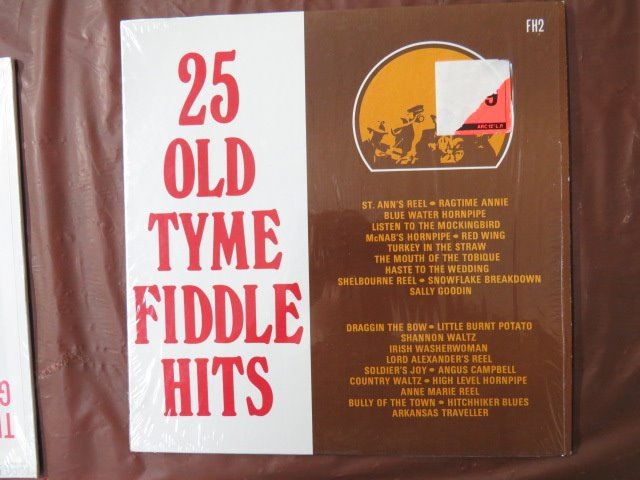 25
OLD
TYME
FIDDLE
HITS
FH2
9
ARC 12" L.P.
ST. ANN'S REEL • RAGTIME ANNIE
BLUE WATER HORNPIPE
LISTEN TO THE MOCKINGBIRD
McNAB'S HORNPIPE • RED WING
TURKEY IN THE STRAW
THE MOUTH OF THE TOBIQUE
HASTE TO THE WEDDING
SHELBOURNE REEL • SNOWFLAKE BREAKDOWN
SALLY GOODIN
DRAGGIN THE BOW • LITTLE BURNT POTATO
SHANNON WALTZ
IRISH WASHERWOMAN
LORD ALEXANDER'S REEL
SOLDIER'S JOY • ANGUS CAMPBELL
COUNTRY WALTZ • HIGH LEVEL HORNPIPE
ANNE MARIE REEL
BULLY OF THE TOWN • HITCHHIKER BLUES
ARKANSAS TRAVELLER